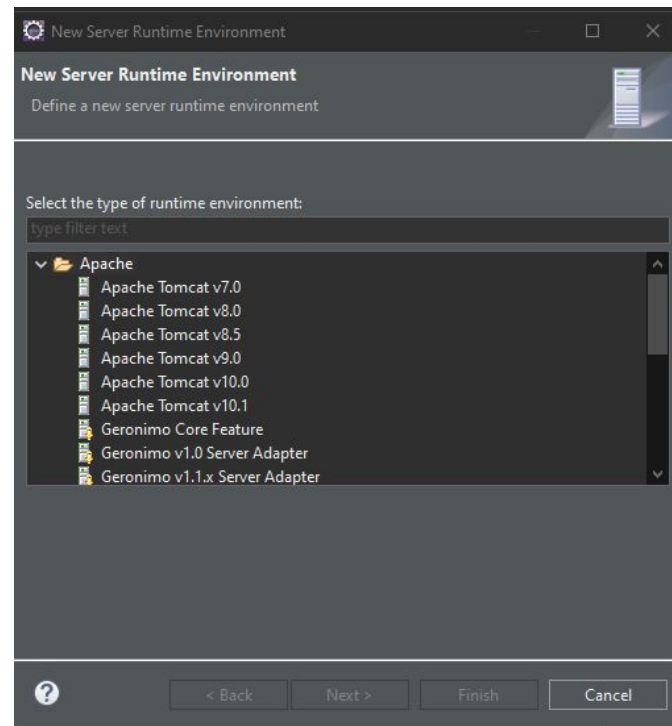 New Server Runtime Environment
New Server Runtime Environment
Define a new server runtime environment
Select the type of runtime environment:
type filter text
Apache
Apache Tomcat v7.0
Apache Tomcat v8.0
Apache Tomcat v8.5
Apache Tomcat v9.0
Apache Tomcat v10.0
Apache Tomcat v10.1
Geronimo Core Feature
Geronimo v1.0 Server Adapter
Geronimo v1.1.x Server Adapter
? < Back Next > Finish Cancel